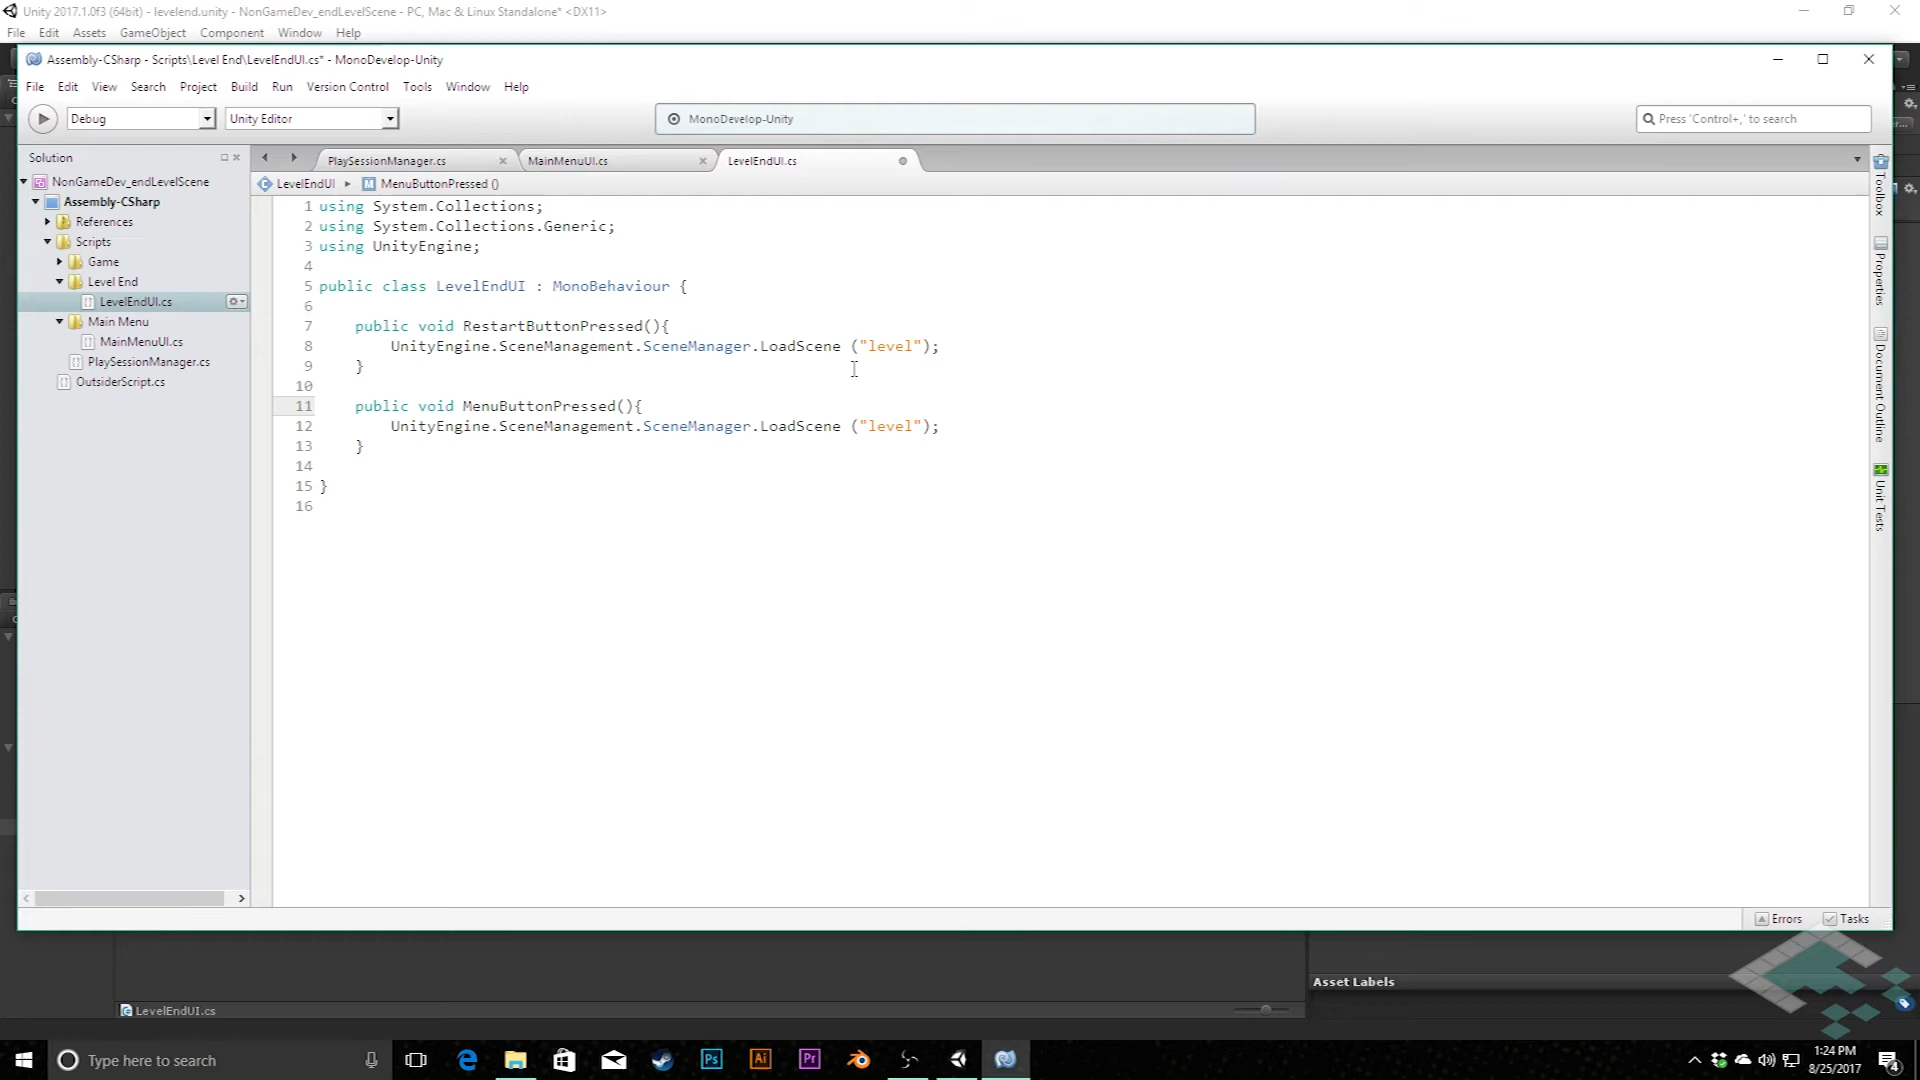 Unity 2017.1.0f3 (64bit) - levelend.unity - NonGameDev_endLevelScene - PC, Mac & Linux Standalone* <DX11>
File Edit Assets GameObject Component Window Help
Assembly-CSharp - Scripts\Level End\LevelEndUI.cs* - MonoDevelop-Unity
File Edit View Search Project Build Run Version Control Tools Window Help
Debug Unity Editor MonoDevelop-Unity Press 'Control+,' to search
Solution PlaySessionManager.cs MainMenuUI.cs LevelEndUI.cs
LevelEndUI MenuButtonPressed ()
NonGameDev_endLevelScene
Assembly-CSharp
References
Scripts
Game
Level End
LevelEndUI.cs
Main Menu
MainMenuUI.cs
PlaySessionManager.cs
OutsiderScript.cs
1 using System.Collections;
2 using System.Collections.Generic;
3 using UnityEngine;
4
5 public class LevelEndUI : MonoBehaviour {
6
7 public void RestartButtonPressed(){
8 UnityEngine.SceneManagement.SceneManager.LoadScene ("level");
9 }
10
11 public void MenuButtonPressed(){
12 UnityEngine.SceneManagement.SceneManager.LoadScene ("level");
13 }
14
15 }
16
Toolbox
Properties
Document Outline
Unit Tests
Errors Tasks
Asset Labels
LevelEndUI.cs
Type here to search
Ps
Ai
Pr
1:24 PM
8/25/2017
4